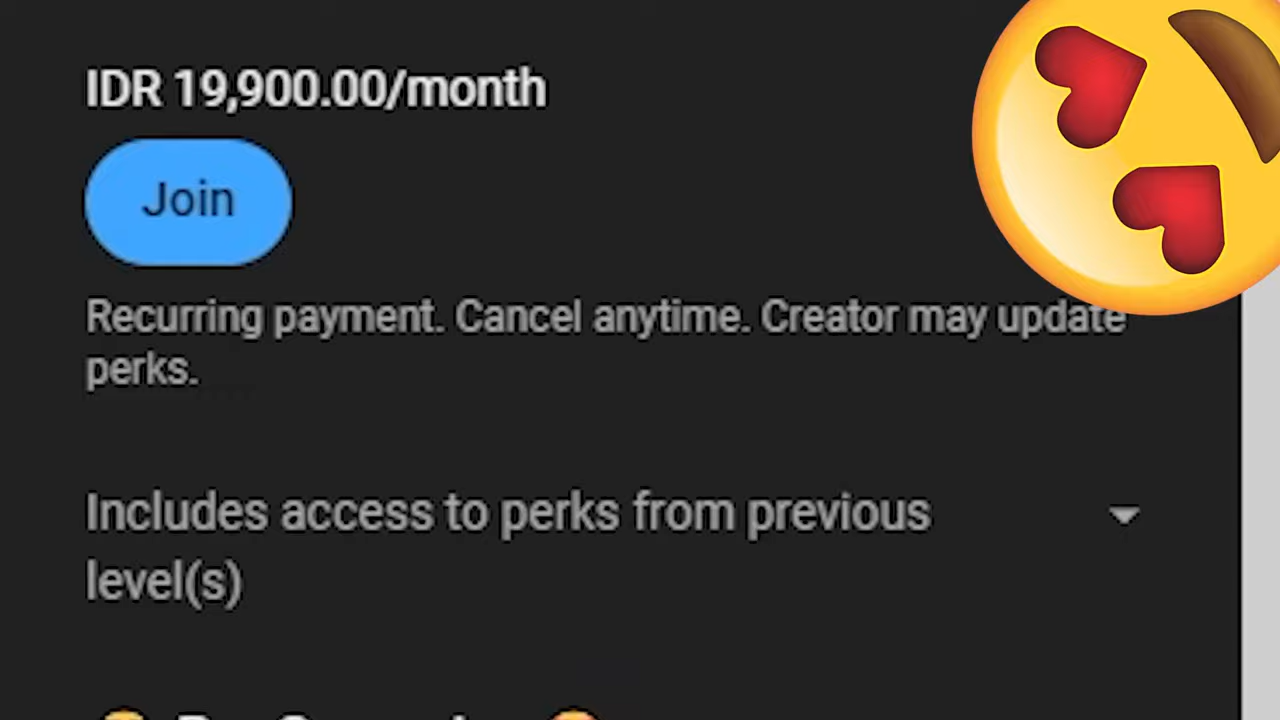 IDR 19,900.00/month
Join
Recurring payment. Cancel anytime. Creator may update
perks.
Includes access to perks from previous
level(s)